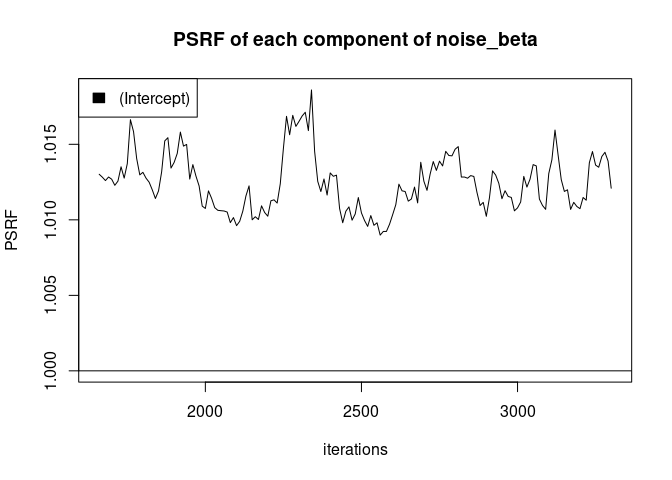 PSRF of each component of noise_beta
(Intercept)
PSRF
1.015
1.010
1.005
1.000
2000 2500 3000
iterations